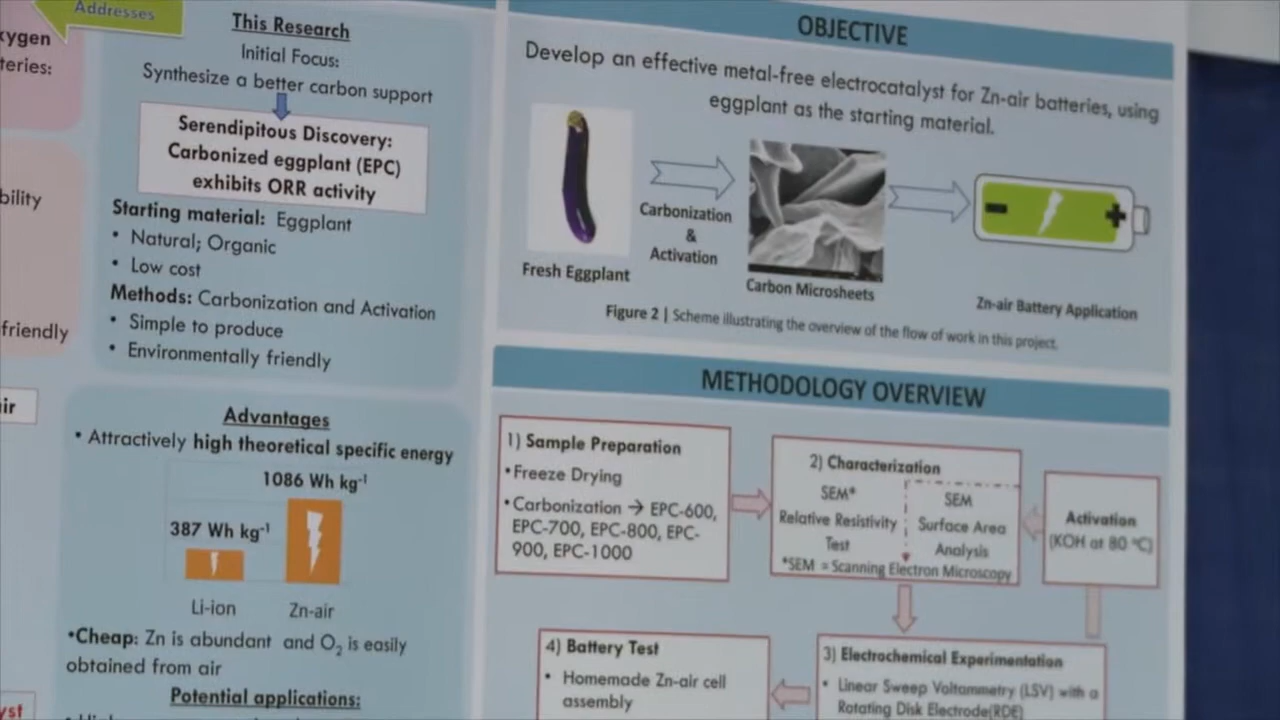 Addresses
xygen
teries:
bility
friendly
air
yst
This Research
Initial Focus:
Synthesize a better carbon support
Serendipitous Discovery:
Carbonized eggplant (EPC)
exhibits ORR activity
Starting material: Eggplant
• Natural; Organic
• Low cost
Methods: Carbonization and Activation
• Simple to produce
• Environmentally friendly
Advantages
• Attractively high theoretical specific energy
1086 Wh kg-1
387 Wh kg-1
Li-ion
Zn-air
•Cheap: Zn is abundant and O2 is easily
obtained from air
Potential applications:
OBJECTIVE
Develop an effective metal-free electrocatalyst for Zn-air batteries, using
eggplant as the starting material.
Carbonization
&
Activation
Fresh Eggplant
Carbon Microsheets
Zn-air Battery Application
Figure 2 | Scheme illustrating the overview of the flow of work in this project.
METHODOLOGY OVERVIEW
1) Sample Preparation
• Freeze Drying
• Carbonization → EPC-600,
EPC-700, EPC-800, EPC-
900, EPC-1000
2) Characterization
SEM*
Relative Resistivity
Test
SEM
Surface Area
Analysis
*SEM = Scanning Electron Microscopy
Activation
(KOH at 80 °C)
4) Battery Test
• Homemade Zn-air cell
assembly
3) Electrochemical Experimentation
• Linear Sweep Voltammetry (LSV) with a
Rotating Disk Electrode(RDE)